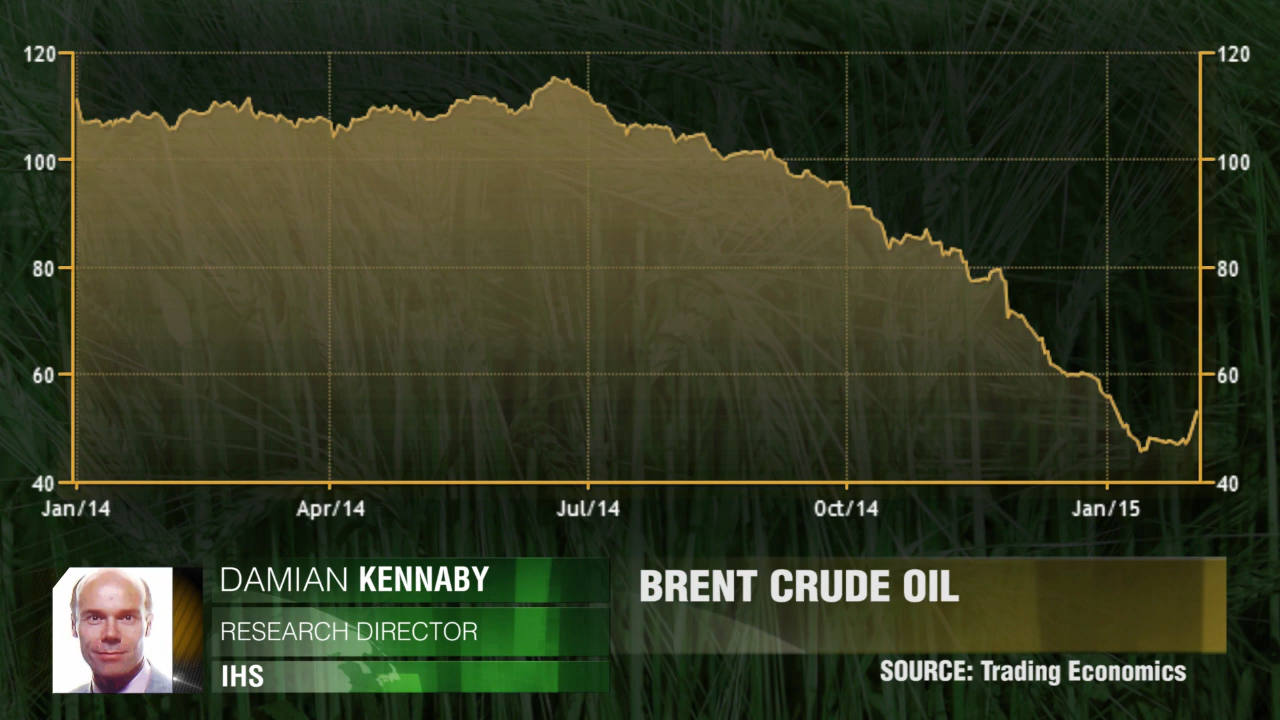 120 120
100 100
80 80
60 60
40 40
Jan/14 Apr/14 Jul/14 Oct/14 Jan/15
DAMIAN KENNABY
RESEARCH DIRECTOR
IHS
BRENT CRUDE OIL
SOURCE: Trading Economics